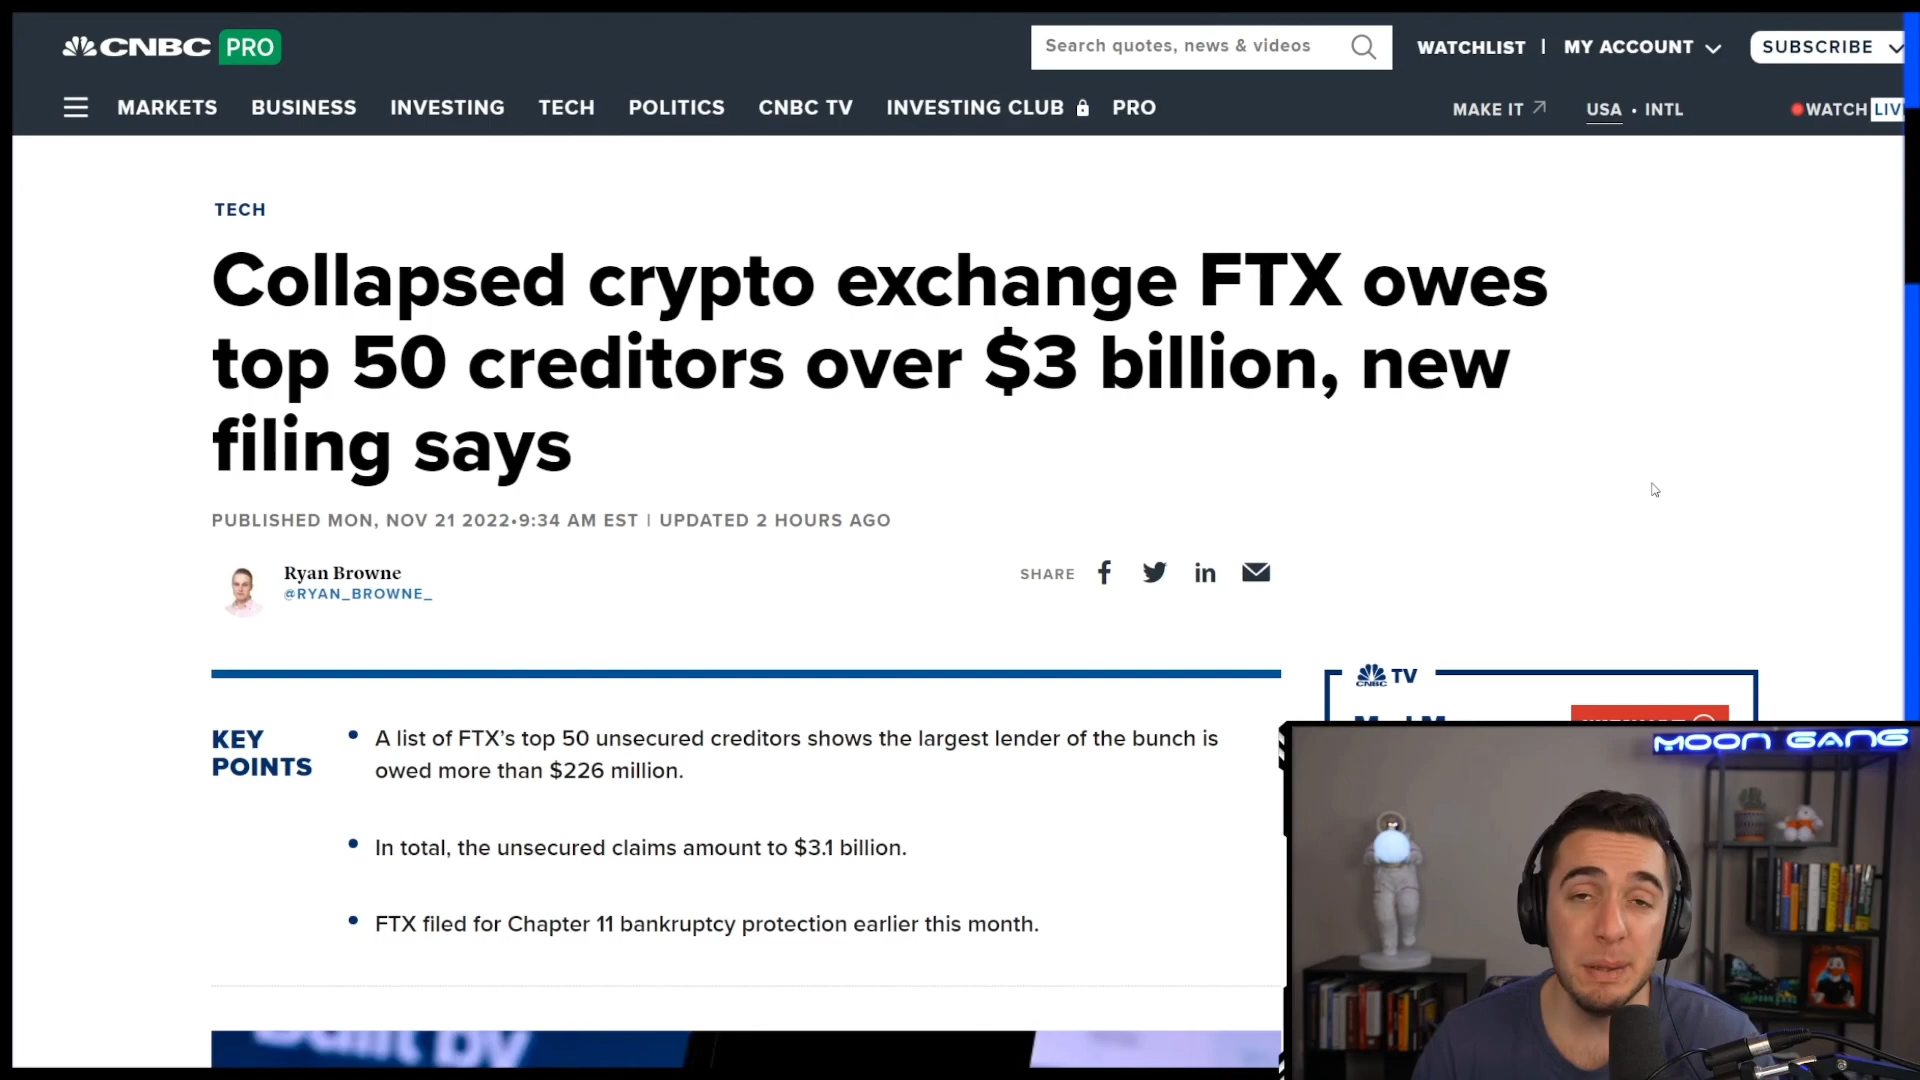 CNBC PRO
Search quotes, news & videos
WATCHLIST | MY ACCOUNT
SUBSCRIBE
MARKETS BUSINESS INVESTING TECH POLITICS CNBC TV INVESTING CLUB PRO
MAKE IT USA • INTL WATCH LIV
TECH
Collapsed crypto exchange FTX owes
top 50 creditors over $3 billion, new
filing says
PUBLISHED MON, NOV 21 2022•9:34 AM EST | UPDATED 2 HOURS AGO
Ryan Browne
@RYAN_BROWNE_
SHARE
CNBC TV
KEY
POINTS
• A list of FTX's top 50 unsecured creditors shows the largest lender of the bunch is
owed more than $226 million.
• In total, the unsecured claims amount to $3.1 billion.
• FTX filed for Chapter 11 bankruptcy protection earlier this month.
MOON GANG
Built by